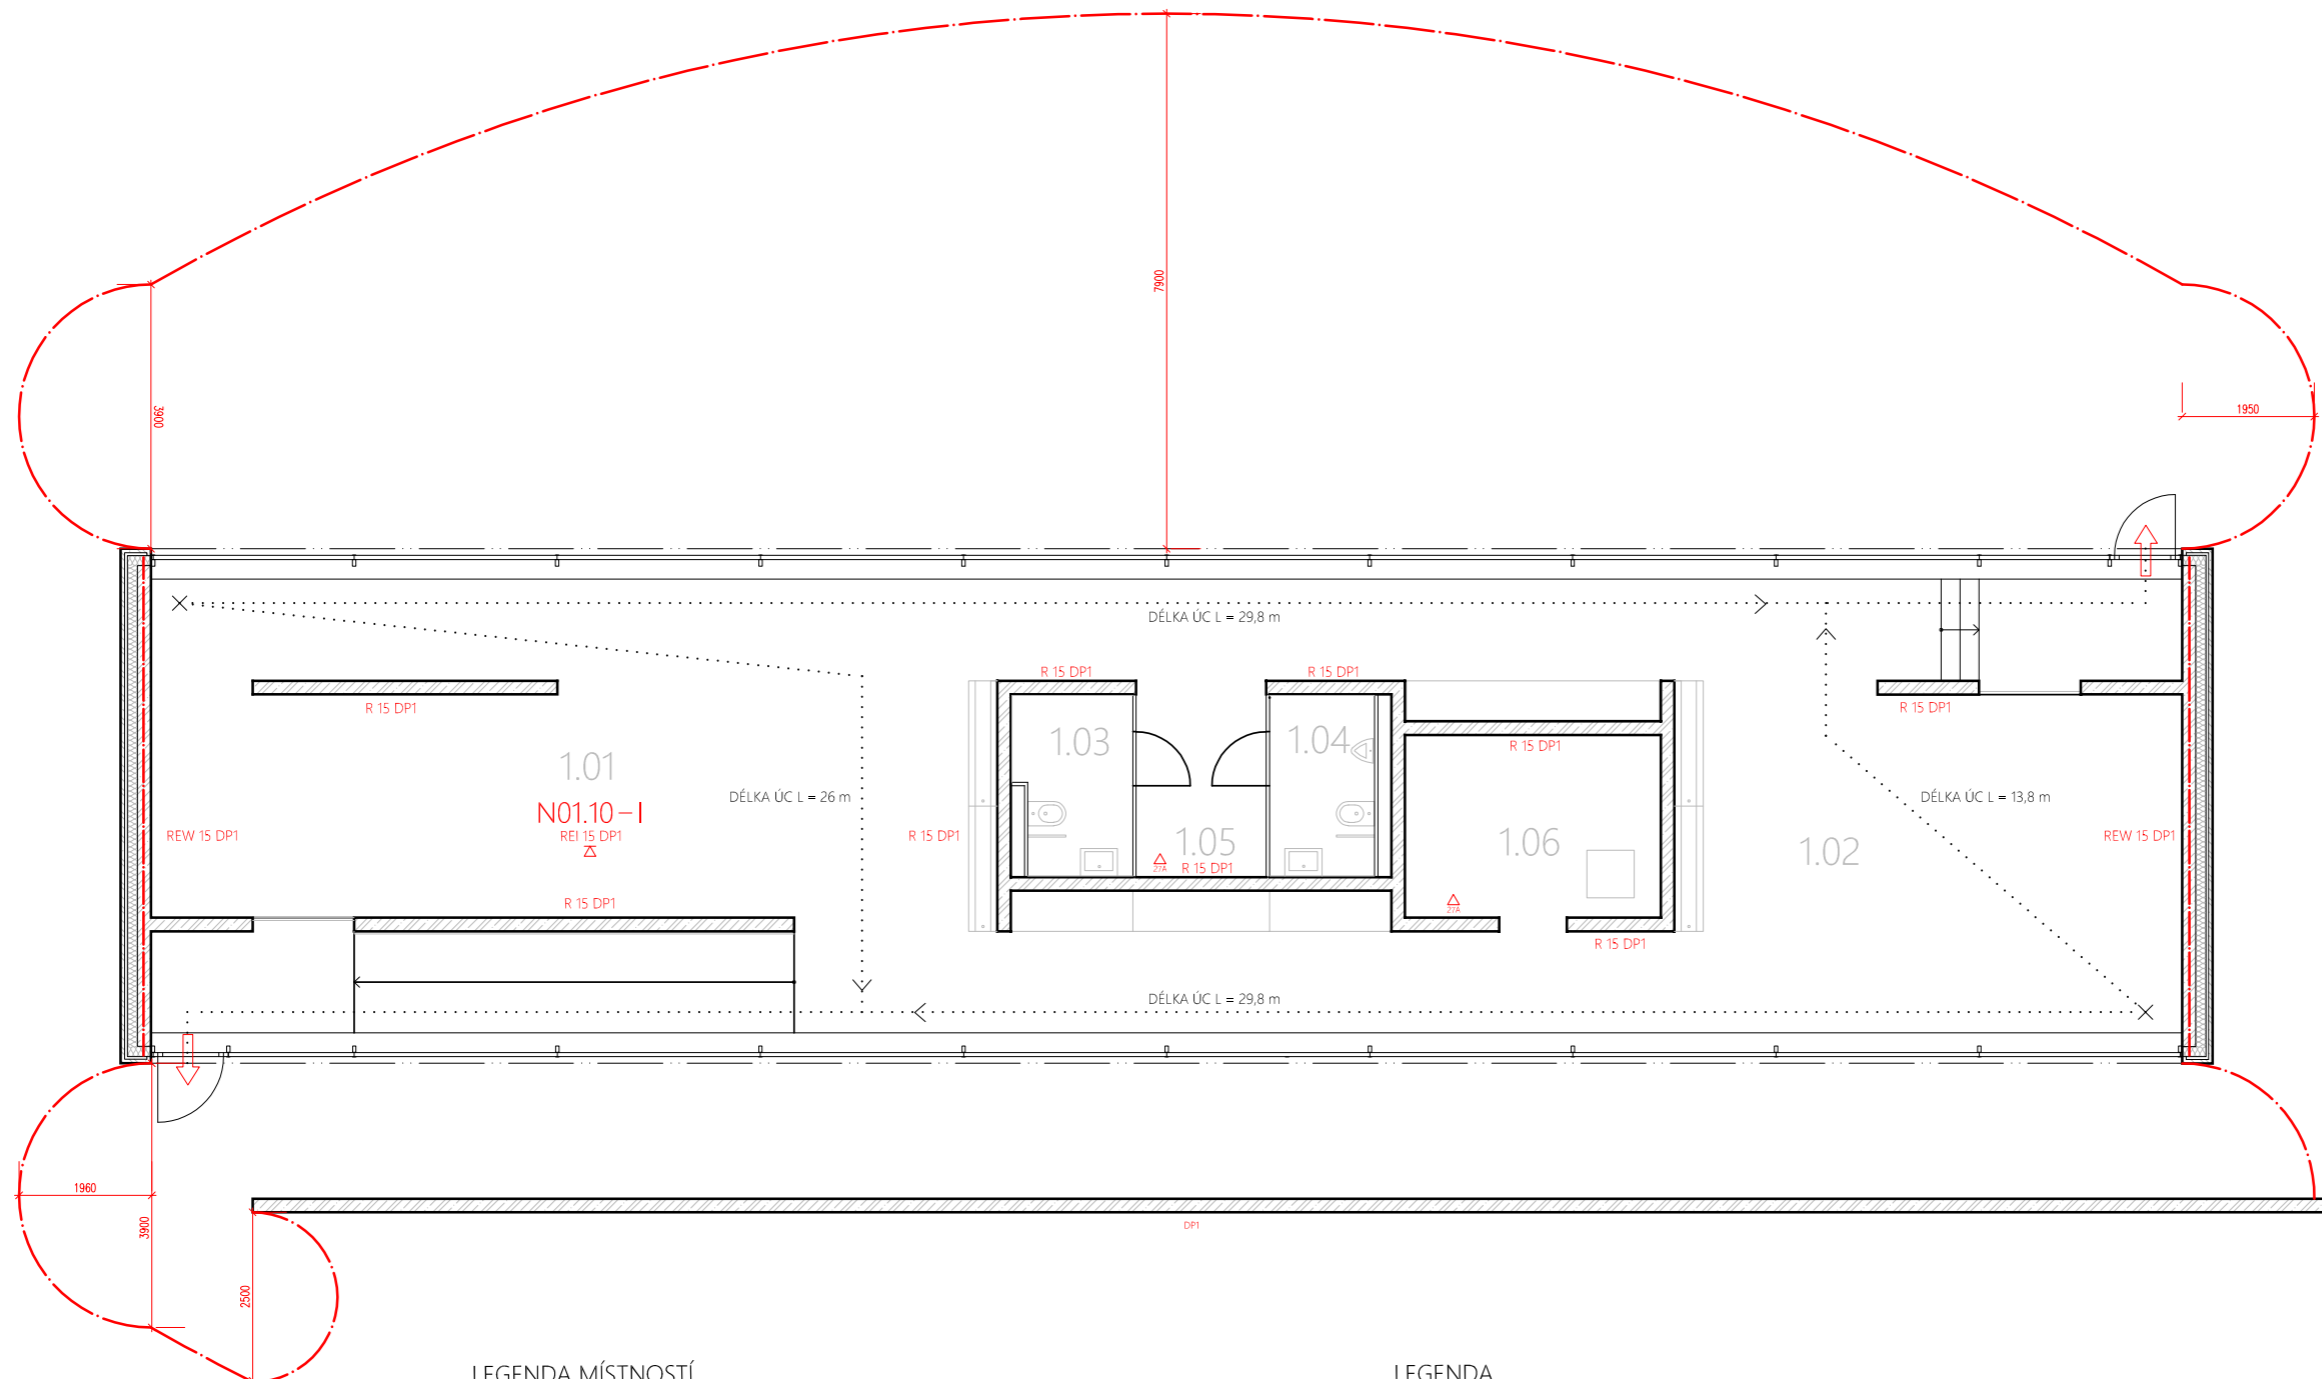 7900
3900
1950
DÉLKA ÚC L = 29,8 m
R 15 DP1
R 15 DP1
R 15 DP1
R 15 DP1
1.03
1.04
R 15 DP1
1.01
N01.10 – I
REI 15 DP1
DÉLKA ÚC L = 26 m
DÉLKA ÚC L = 13,8 m
REW 15 DP1
R 15 DP1
1.05
R 15 DP1
27A
1.06
1.02
REW 15 DP1
R 15 DP1
27A
R 15 DP1
DÉLKA ÚC L = 29,8 m
1960
3900
DP1
2500
LEGENDA MÍSTNOSTÍ
LEGENDA